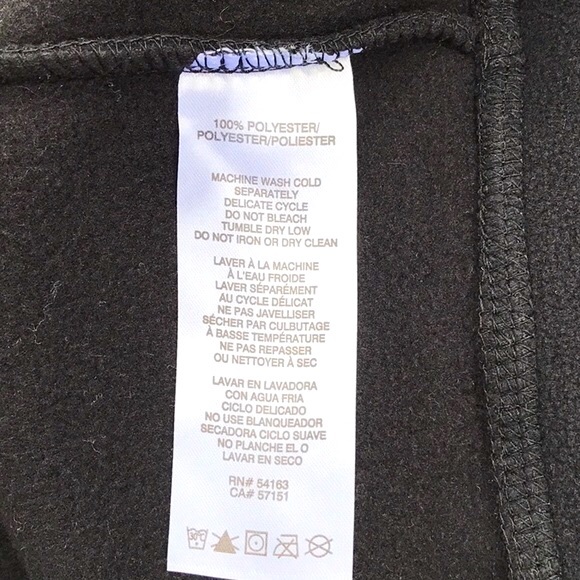 100% POLYESTER/
POLYESTER/POLIESTER
MACHINE WASH COLD
SEPARATELY
DELICATE CYCLE
DO NOT BLEACH
TUMBLE DRY LOW
DO NOT IRON OR DRY CLEAN
LAVER À LA MACHINE
À L'EAU FROIDE
LAVER SÉPARÉMENT
AU CYCLE DÉLICAT
NE PAS JAVELLISER
SÉCHER PAR CULBUTAGE
À BASSE TEMPÉRATURE
NE PAS REPASSER
OU NETTOYER À SEC
LAVAR EN LAVADORA
CON AGUA FRIA
CICLO DELICADO
NO USE BLANQUEADOR
SECADORA CICLO SUAVE
NO PLANCHE EL O
LAVAR EN SECO
RN# 54163
CA# 57151